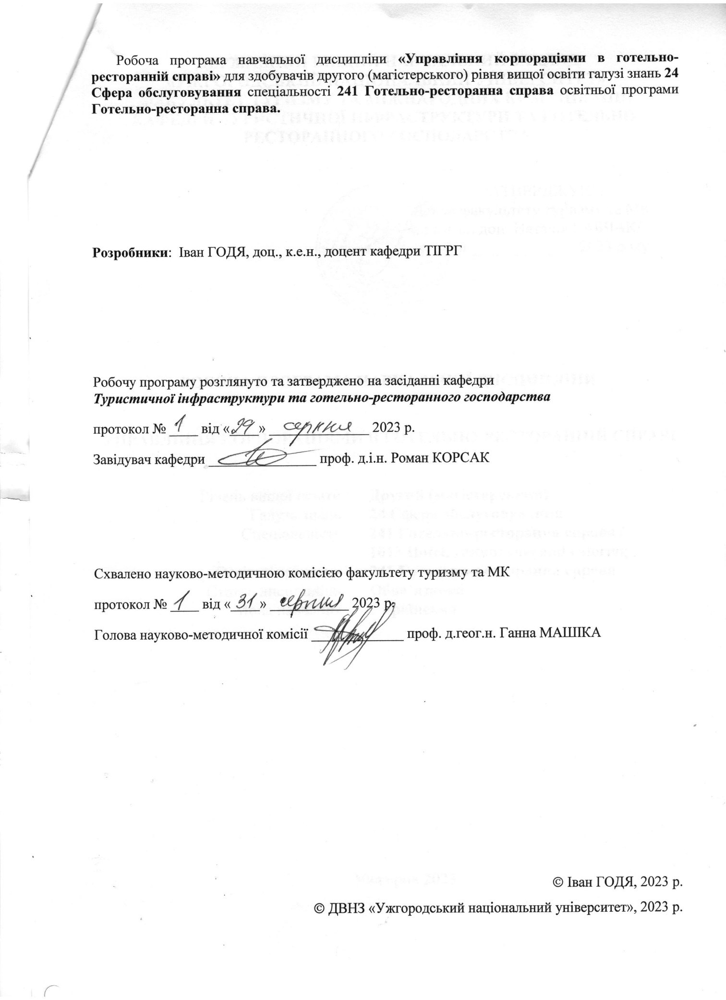 Робоча програма навчальної дисципліни «Управління корпораціями в готельно-
ресторанній справі» для здобувачів другого (магістерського) рівня вищої освіти галузі знань 24
Сфера обслуговування спеціальності 241 Готельно-ресторанна справа освітньої програми
Готельно-ресторанна справа.
Розробники: Іван ГОДЯ, доц., к.е.н., доцент кафедри ТІГРГ
Робочу програму розглянуто та затверджено на засіданні кафедри
Туристичної інфраструктури та готельно-ресторанного господарства
протокол № 1 від «29» серпня 2023 р.
Завідувач кафедри проф. д.і.н. Роман КОРСАК
Схвалено науково-методичною комісією факультету туризму та МК
протокол № 1 від «31» серпня 2023 р.
Голова науково-методичної комісії проф. д.геог.н. Ганна МАШІКА
© Іван ГОДЯ, 2023 р.
© ДВНЗ «Ужгородський національний університет», 2023 р.